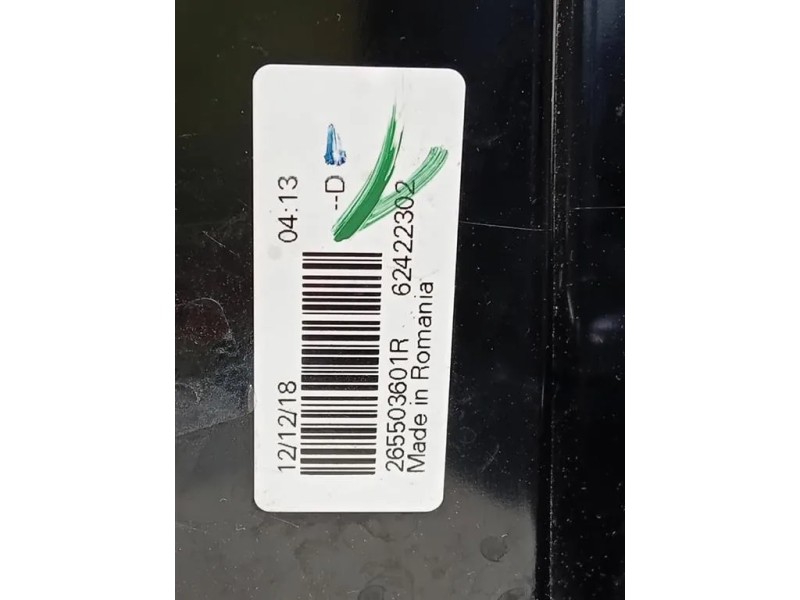 12/12/18 04:13
--D
265503601R 62422302
Made in Romania